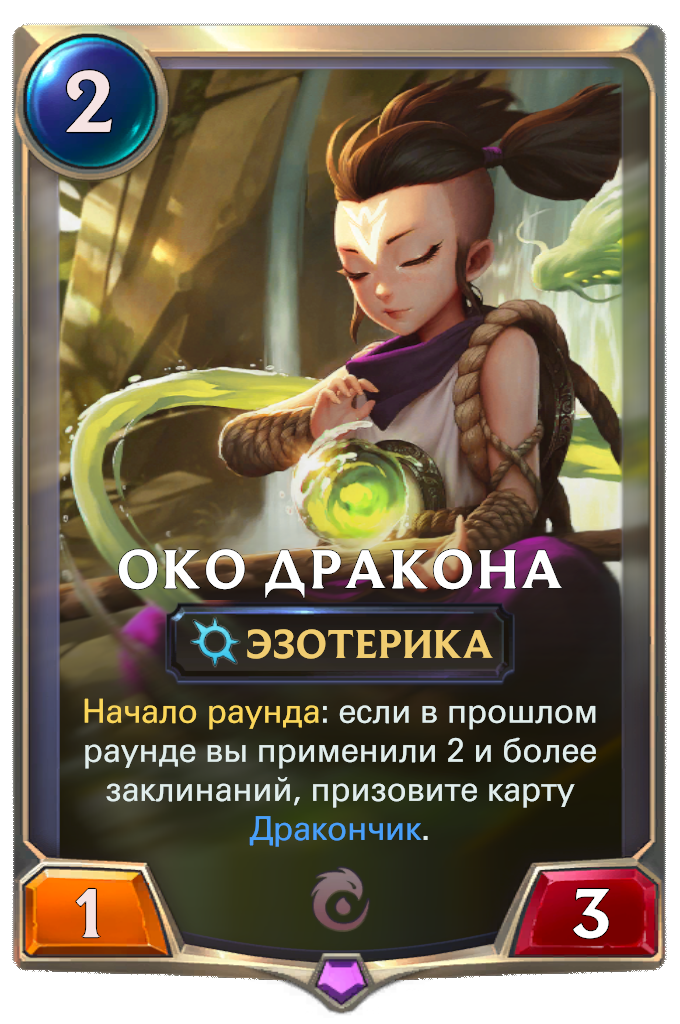 2
ОКО ДРАКОНА
ЭЗОТЕРИКА
Начало раунда: если в прошлом
раунде вы применили 2 и более
заклинаний, призовите карту
Дракончик.
1
3